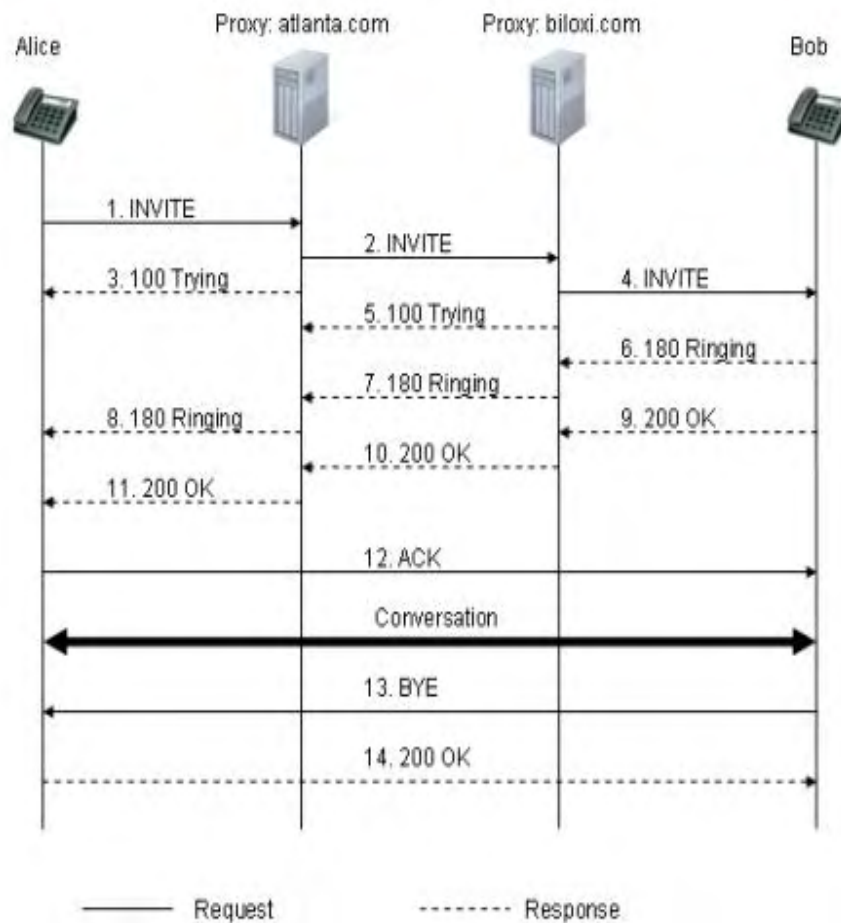 Proxy: atlanta.com
Proxy: biloxi.com
Alice
Bob
1. INVITE
2. INVITE
3. 100 Trying
4. INVITE
5. 100 Trying
6. 180 Ringing
7. 180 Ringing
8. 180 Ringing
9. 200 OK
10. 200 OK
11. 200 OK
12. ACK
Conversation
13. BYE
14. 200 OK
Request
Response